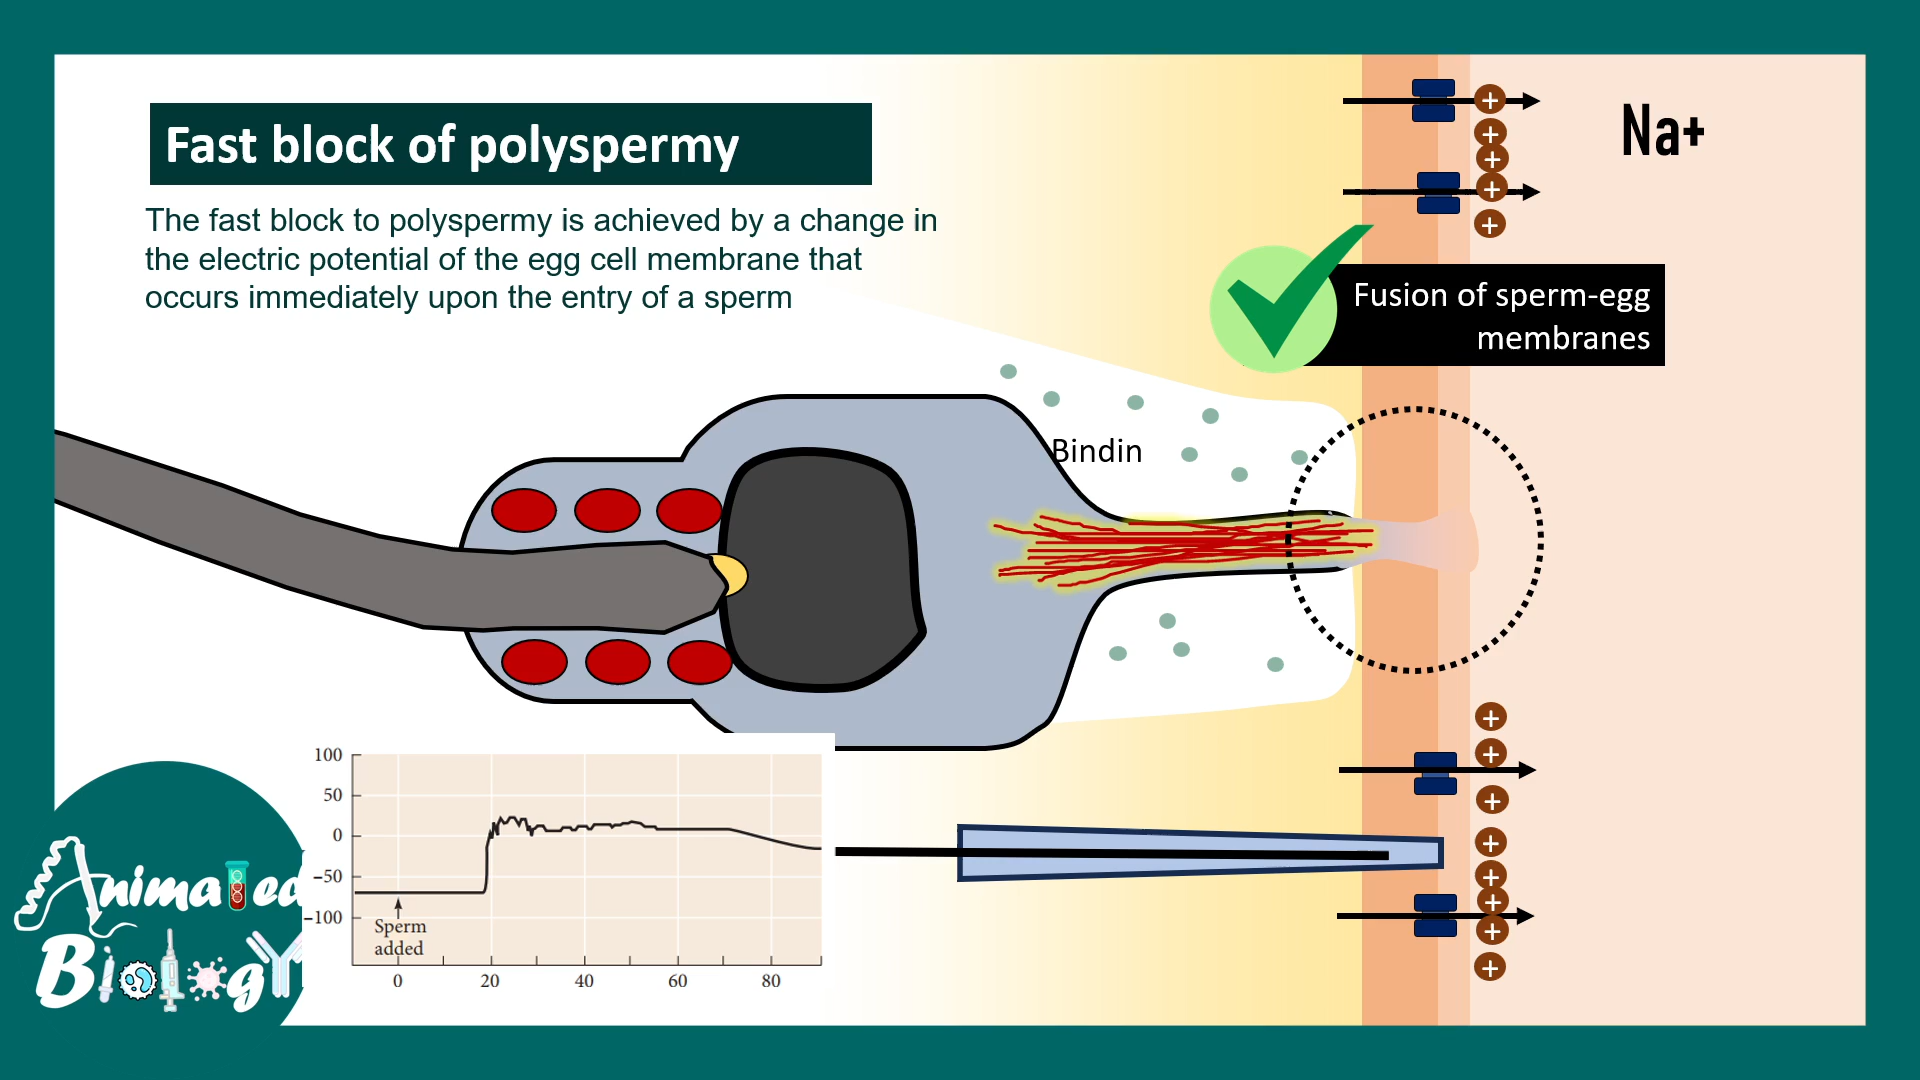 Fast block of polyspermy
Na+
The fast block to polyspermy is achieved by a change in
the electric potential of the egg cell membrane that
occurs immediately upon the entry of a sperm
Fusion of sperm-egg
membranes
Bindin
+
+
+
+
+
+
+
+
+
+
+
+
+
100
50
0
−50
−100
Sperm
added
0
20
40
60
80
Animated
Biology